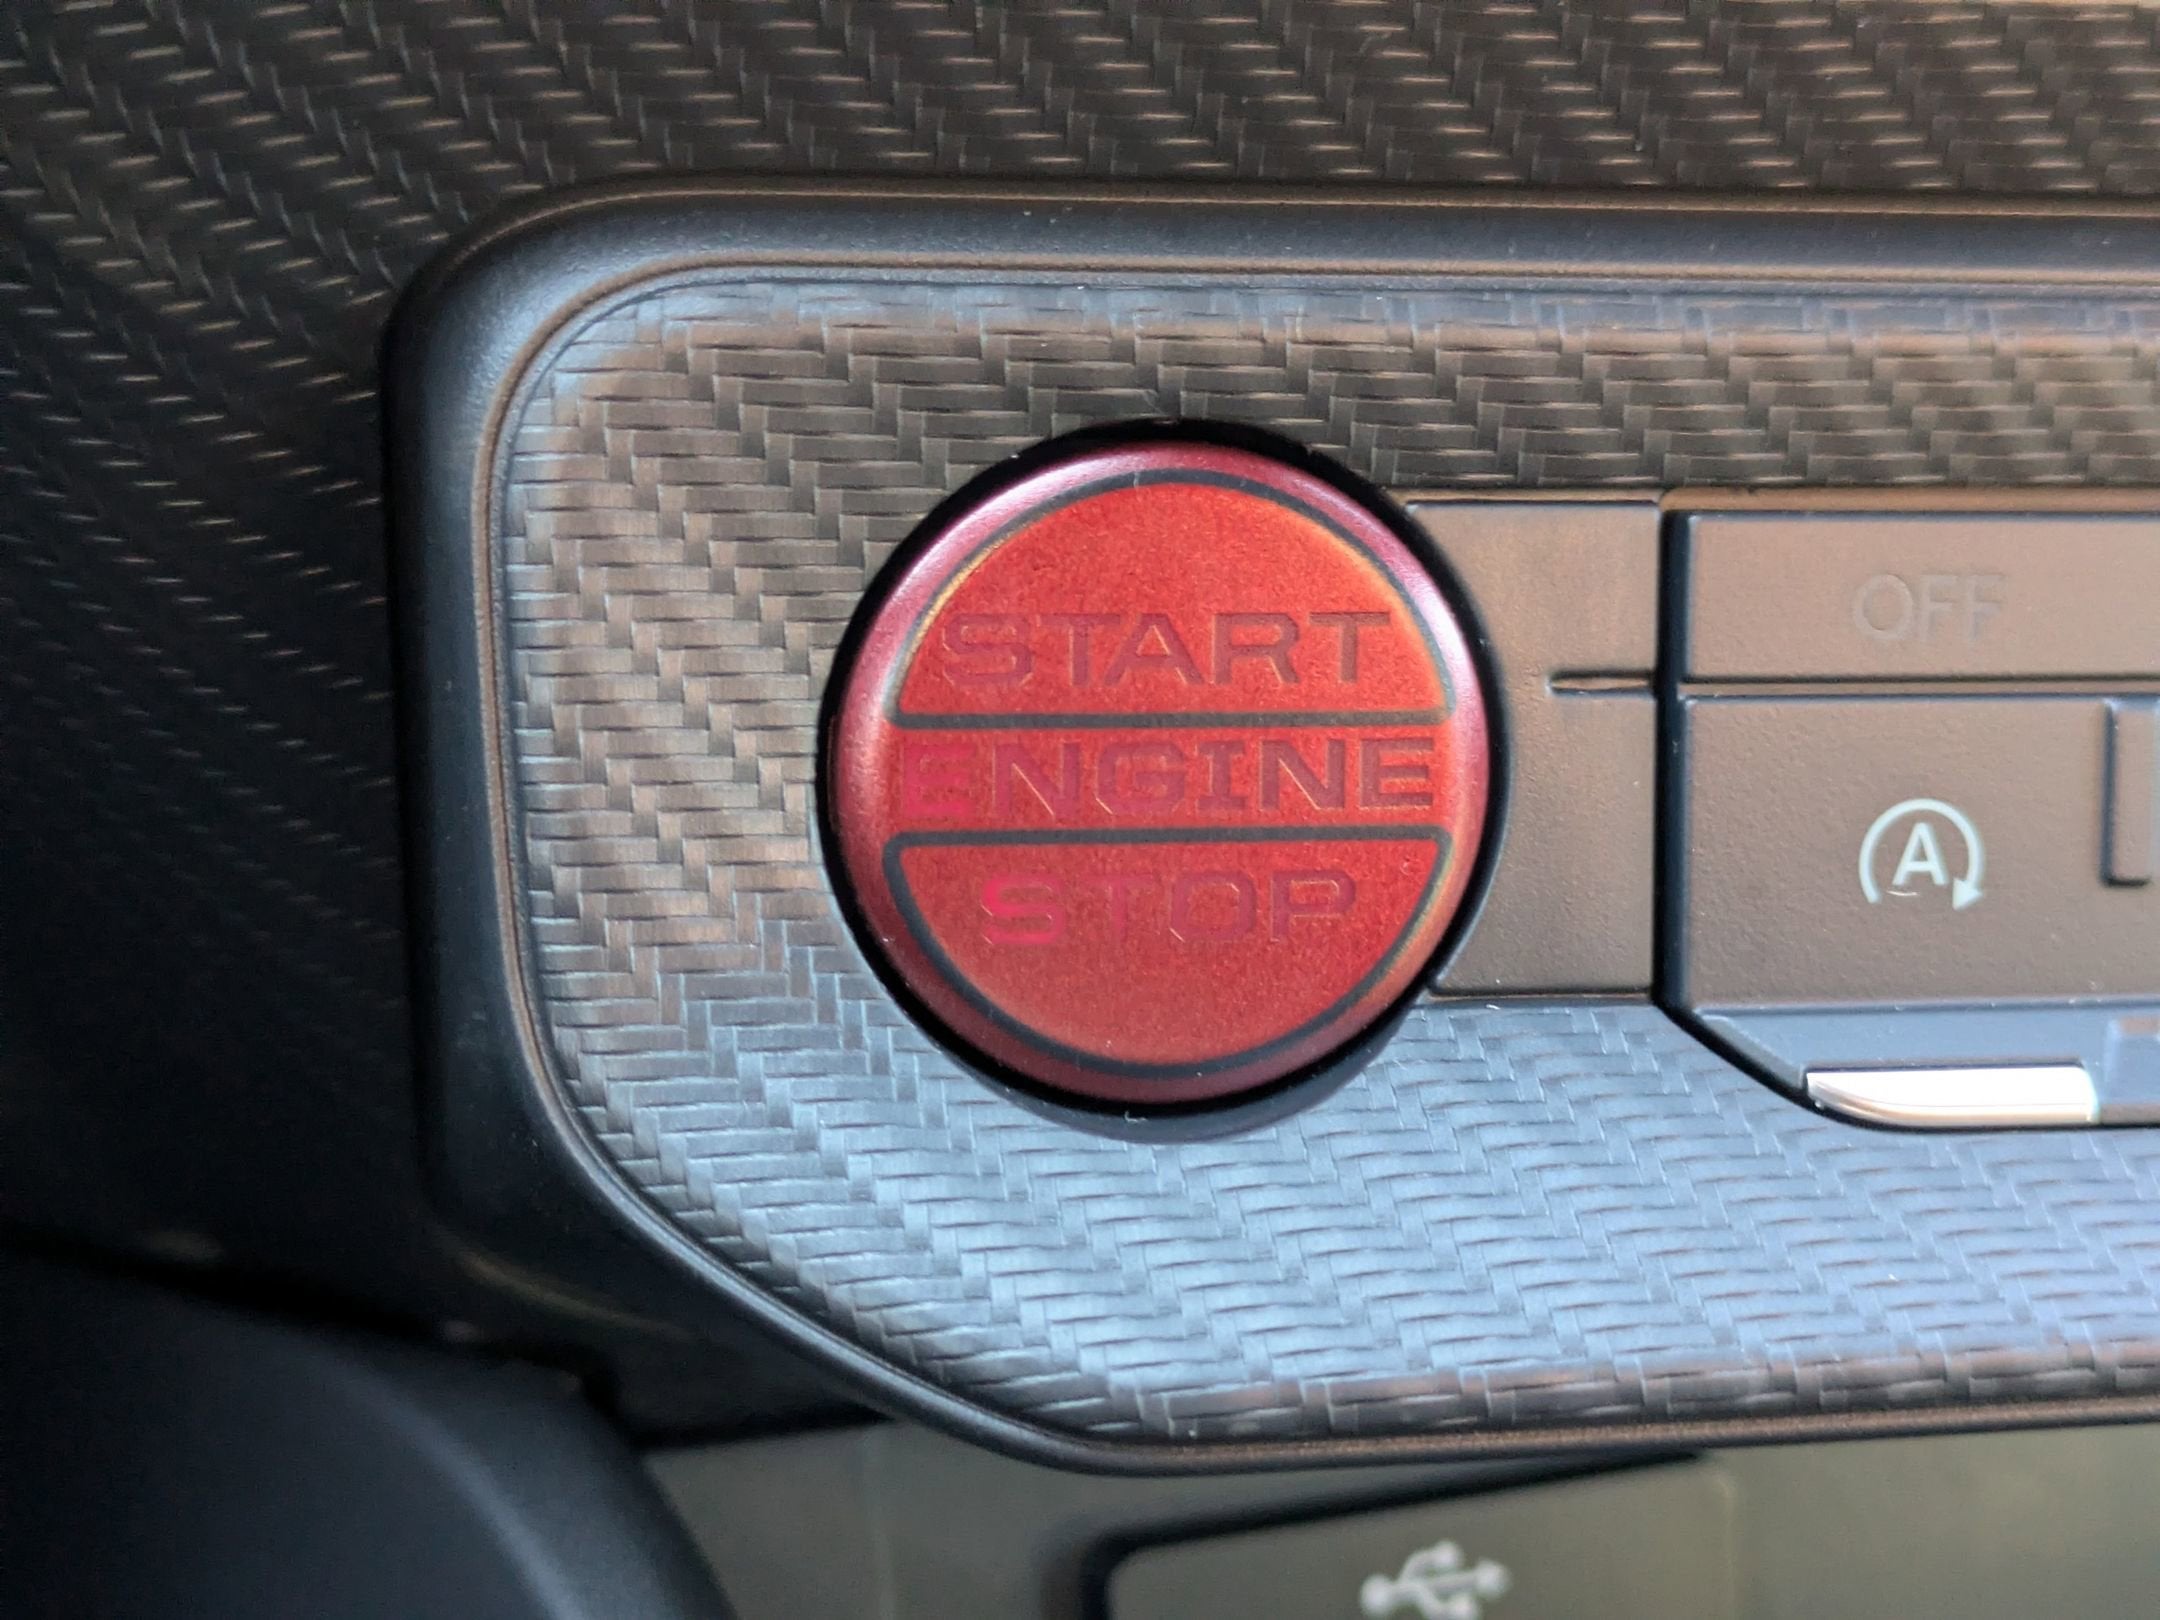 START
ENGINE
STOP
OFF
A